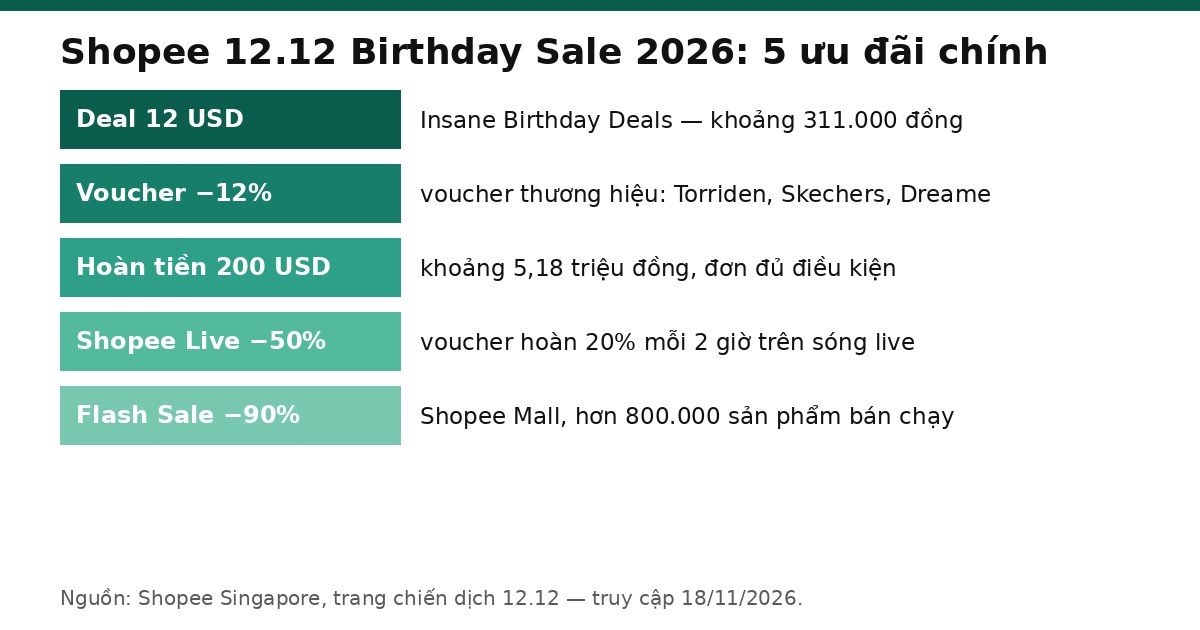 Shopee 12.12 Birthday Sale 2026: 5 ưu đãi chính
Deal 12 USD
Insane Birthday Deals — khoảng 311.000 đồng
Voucher −12%
voucher thương hiệu: Torriden, Skechers, Dreame
Hoàn tiền 200 USD
khoảng 5,18 triệu đồng, đơn đủ điều kiện
Shopee Live −50%
voucher hoàn 20% mỗi 2 giờ trên sóng live
Flash Sale −90%
Shopee Mall, hơn 800.000 sản phẩm bán chạy
Nguồn: Shopee Singapore, trang chiến dịch 12.12 — truy cập 18/11/2026.